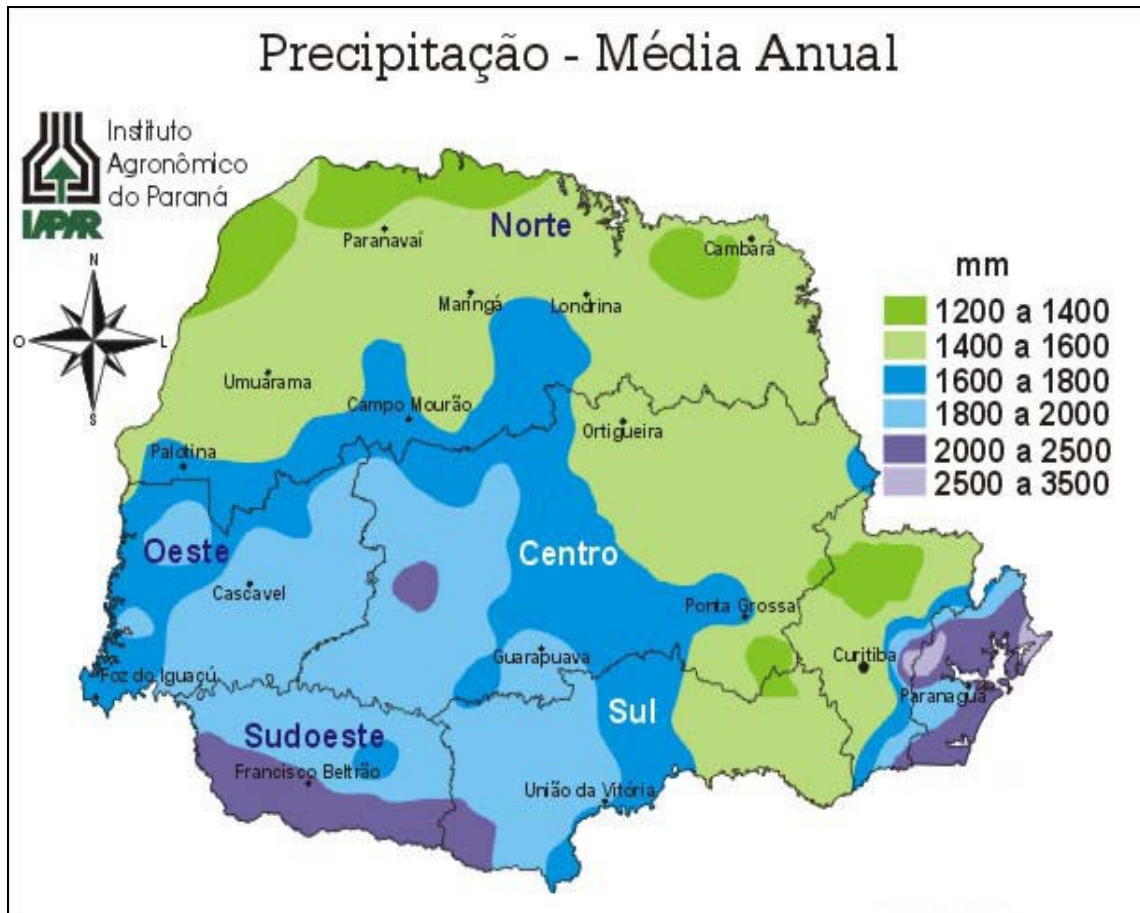 Precipitação - Média Anual
Instituto
Agronômico
do Paraná
IAPAR
N
O
L
S
Norte
Paranavaí
Cambará
Maringá
Londrina
Umuarama
Campo Mourão
Ortigueira
Palotina
Oeste
Centro
Cascavel
Ponta Grossa
Guarapuava
Curitiba
Foz do Iguaçú
Paranaguá
Sul
Sudoeste
Francisco Beltrão
União da Vitória
mm
1200 a 1400
1400 a 1600
1600 a 1800
1800 a 2000
2000 a 2500
2500 a 3500